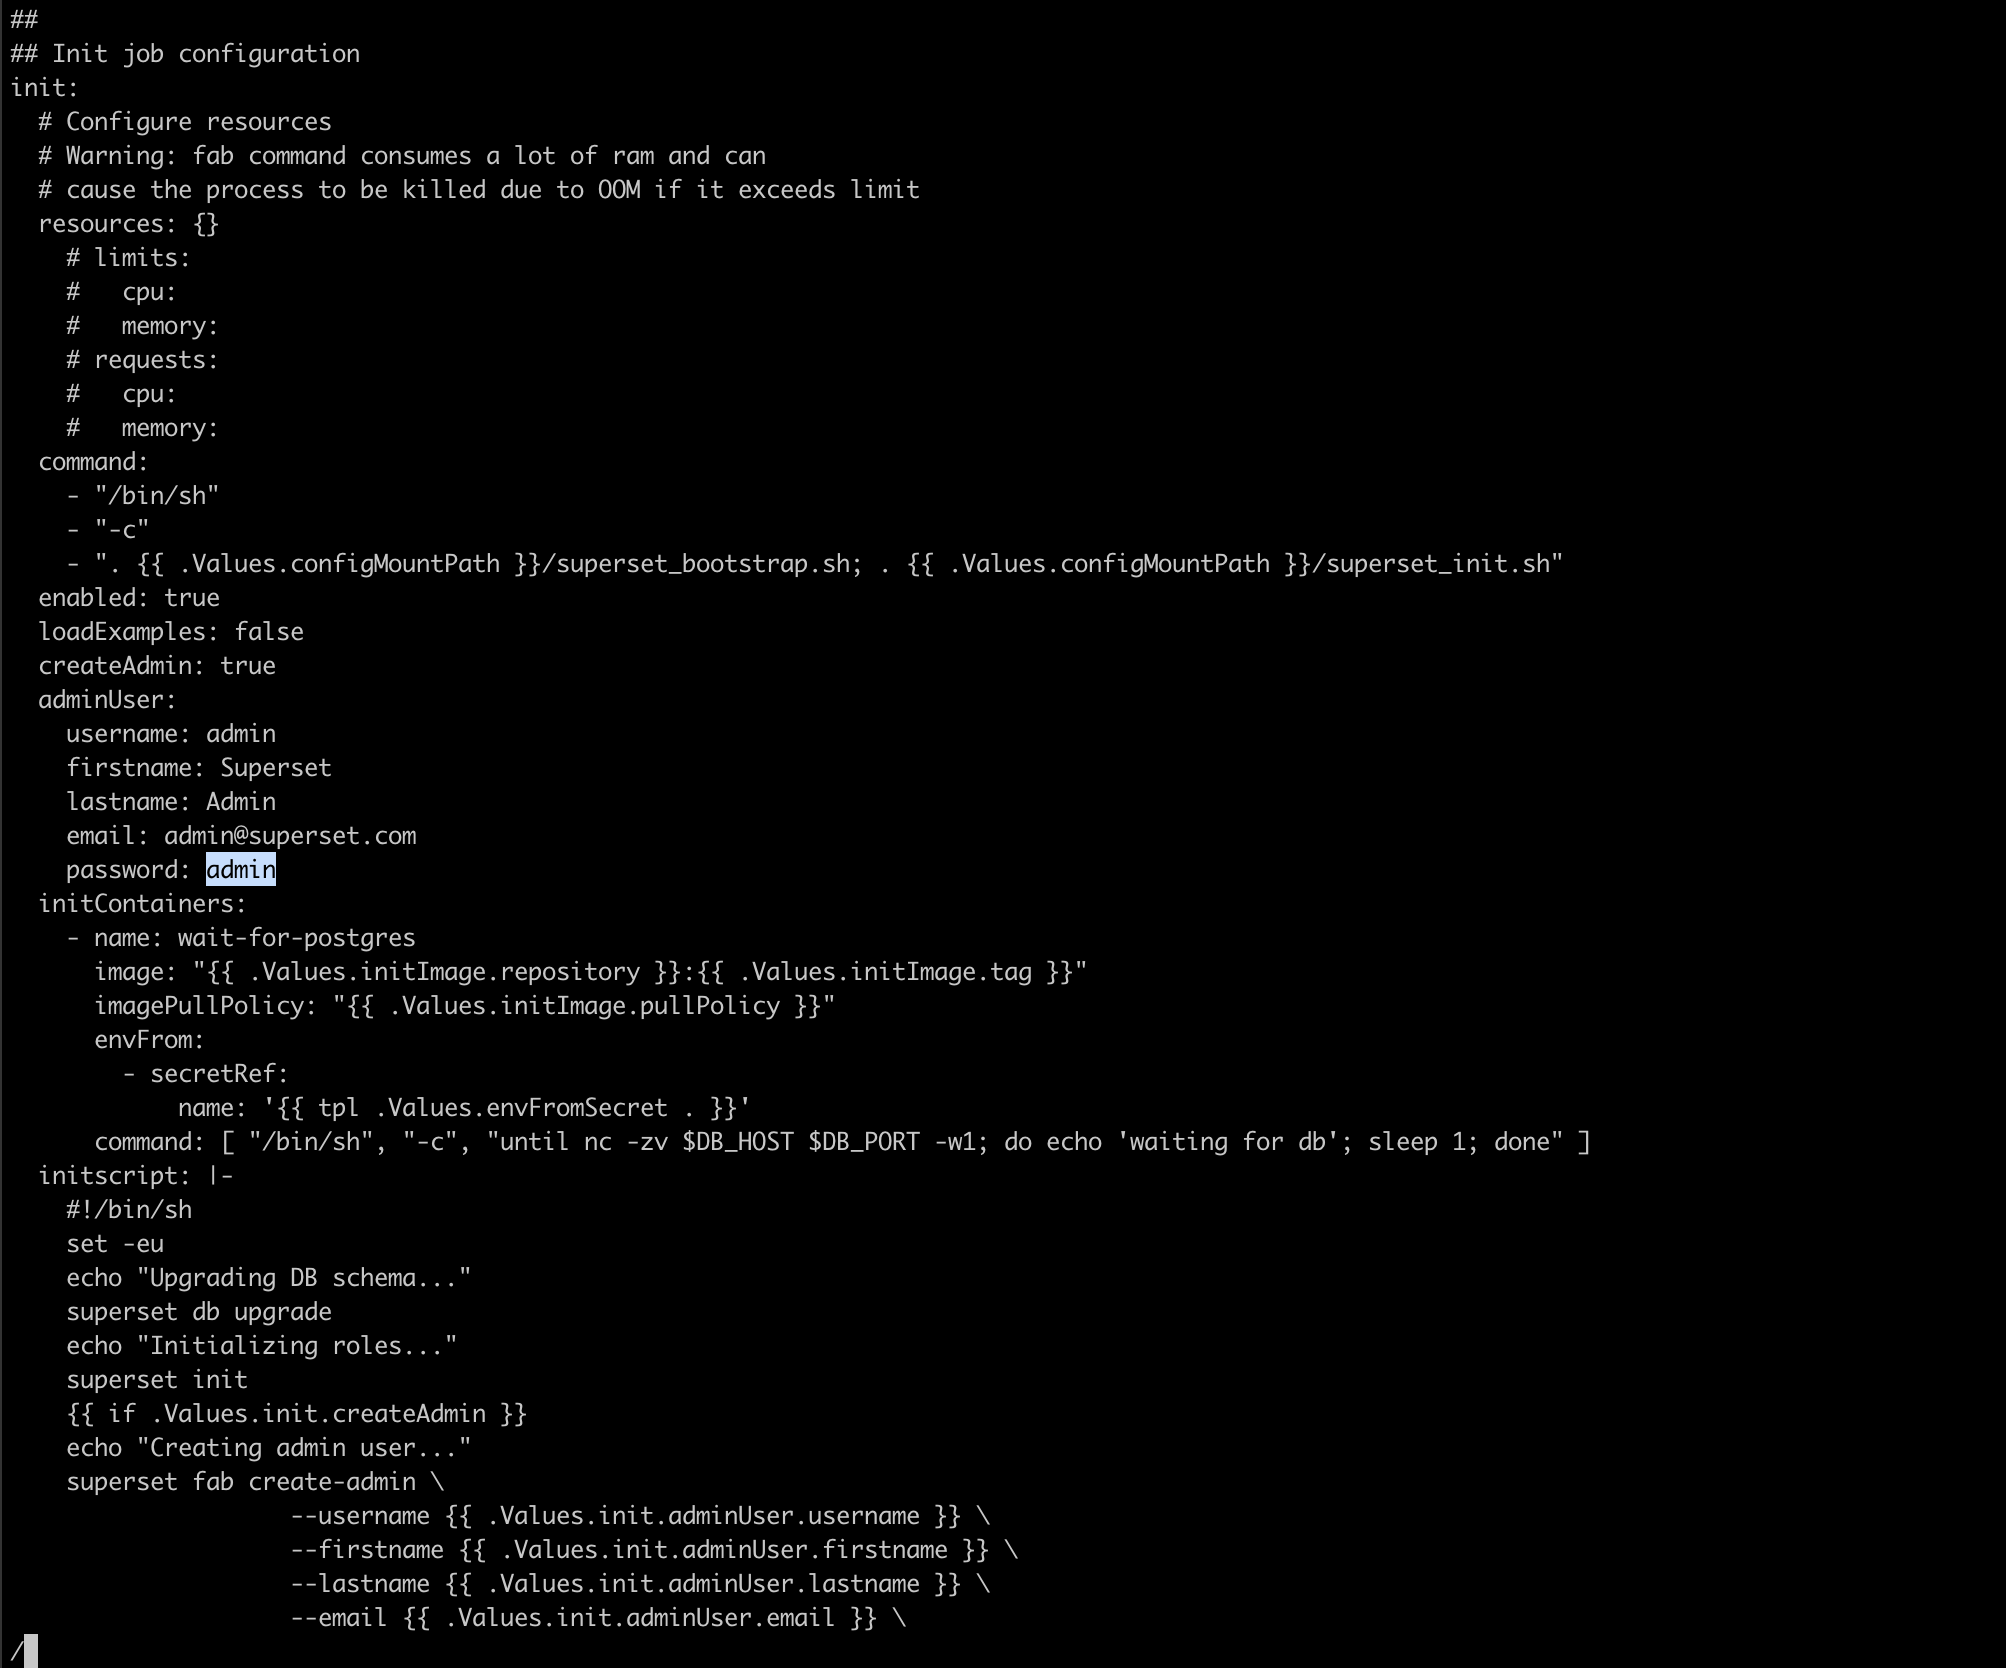 ##
## Init job configuration
init:
  # Configure resources
  # Warning: fab command consumes a lot of ram and can
  # cause the process to be killed due to OOM if it exceeds limit
  resources: {}
    # limits:
    #   cpu:
    #   memory:
    # requests:
    #   cpu:
    #   memory:
  command:
    - "/bin/sh"
    - "-c"
    - ". {{ .Values.configMountPath }}/superset_bootstrap.sh; . {{ .Values.configMountPath }}/superset_init.sh"
  enabled: true
  loadExamples: false
  createAdmin: true
  adminUser:
    username: admin
    firstname: Superset
    lastname: Admin
    email: admin@superset.com
    password: admin
  initContainers:
    - name: wait-for-postgres
      image: "{{ .Values.initImage.repository }}:{{ .Values.initImage.tag }}"
      imagePullPolicy: "{{ .Values.initImage.pullPolicy }}"
      envFrom:
        - secretRef:
            name: '{{ tpl .Values.envFromSecret . }}'
      command: [ "/bin/sh", "-c", "until nc -zv $DB_HOST $DB_PORT -w1; do echo 'waiting for db'; sleep 1; done" ]
  initscript: |-
    #!/bin/sh
    set -eu
    echo "Upgrading DB schema..."
    superset db upgrade
    echo "Initializing roles..."
    superset init
    {{ if .Values.init.createAdmin }}
    echo "Creating admin user..."
    superset fab create-admin \
                    --username {{ .Values.init.adminUser.username }} \
                    --firstname {{ .Values.init.adminUser.firstname }} \
                    --lastname {{ .Values.init.adminUser.lastname }} \
                    --email {{ .Values.init.adminUser.email }} \
/